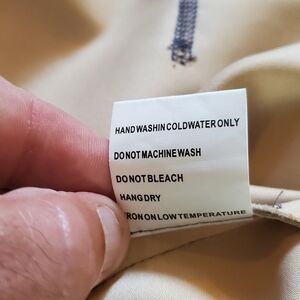 HAND WASH IN COLD WATER ONLY
DO NOT MACHINE WASH
DO NOT BLEACH
HANG DRY
IRON ON LOW TEMPERATURE